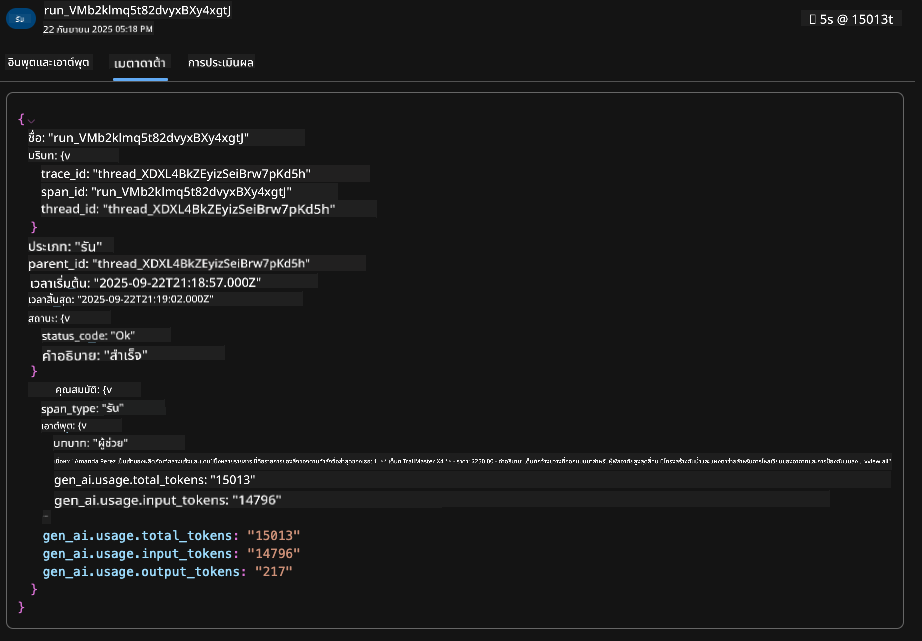 รัน
run_VMb2klmq5t82dvyxBXy4xgtJ
22 กันยายน 2025 05:18 PM
5s @ 15013t
อินพุตและเอาต์พุต เมตาดาต้า การประเมินผล
{
ชื่อ: "run_VMb2klmq5t82dvyxBXy4xgtJ"
บริบท: {v
trace_id: "thread_XDXL4BkZEyizSeiBrw7pKd5h"
span_id: "run_VMb2klmq5t82dvyxBXy4xgtJ"
thread_id: "thread_XDXL4BkZEyizSeiBrw7pKd5h"
}
ประเภท: "รัน"
parent_id: "thread_XDXL4BkZEyizSeiBrw7pKd5h"
เวลาเริ่มต้น: "2025-09-22T21:18:57.000Z"
เวลาสิ้นสุด: "2025-09-22T21:19:02.000Z"
สถานะ: {v
status_code: "Ok"
คำอธิบาย: "สำเร็จ"
}
คุณสมบัติ: {v
span_type: "รัน"
เอาต์พุต: {v
บทบาท: "ผู้ช่วย"
gen_ai.usage.total_tokens: "15013"
gen_ai.usage.input_tokens: "14796"
gen_ai.usage.total_tokens: "15013"
gen_ai.usage.input_tokens: "14796"
gen_ai.usage.output_tokens: "217"
}
}